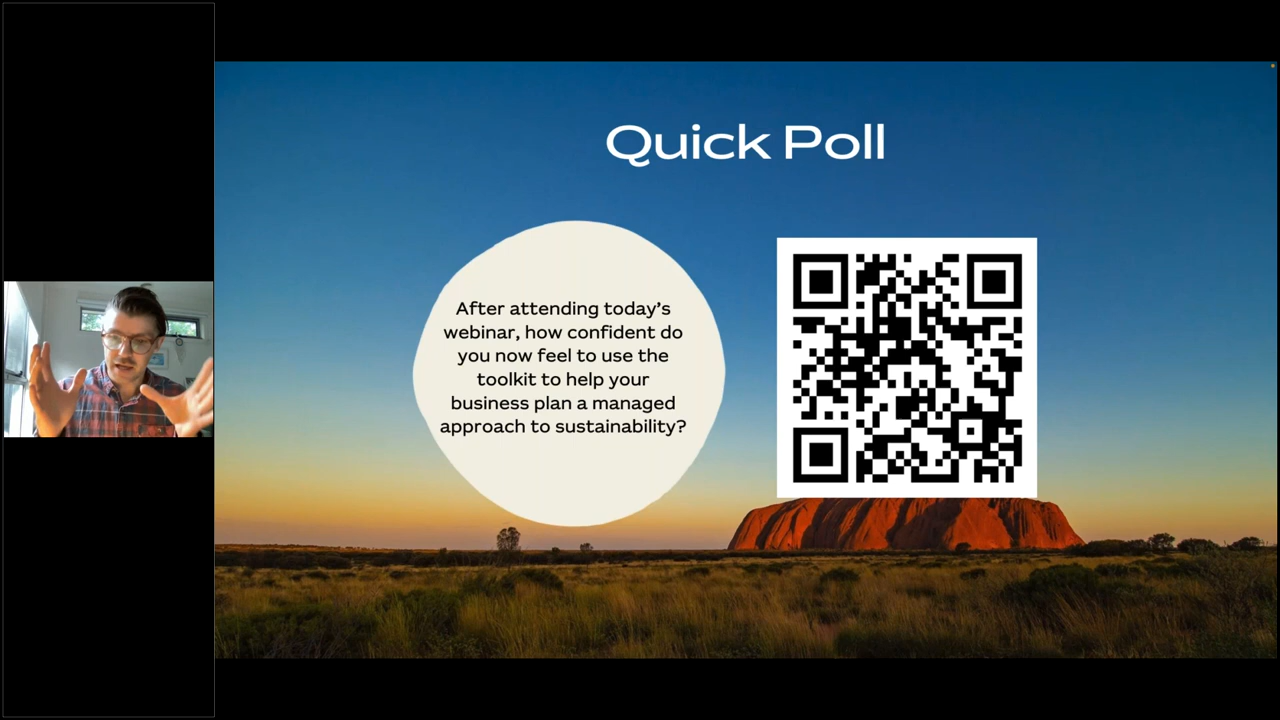 Quick Poll
After attending today's
webinar, how confident do
you now feel to use the
toolkit to help your
business plan a managed
approach to sustainability?